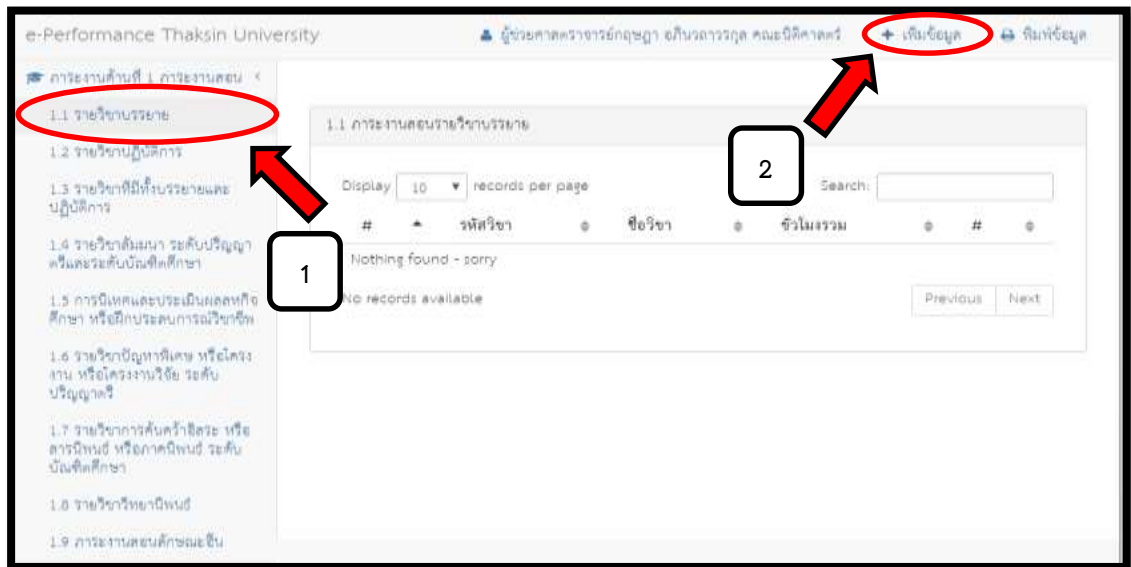 e-Performance Thaksin University
ผู้ช่วยศาสตราจารย์กฤษฎา อภินวถาวรกุล คณะนิติศาสตร์
+ เพิ่มข้อมูล
พิมพ์ข้อมูล
ภาระงานด้านที่ 1 ภาระงานสอน
1.1 รายวิชาบรรยาย
1.2 รายวิชาปฏิบัติการ
1.3 รายวิชาที่มีทั้งบรรยายและ
ปฏิบัติการ
1.4 รายวิชาสัมมนา ระดับปริญญา
ตรีและระดับบัณฑิตศึกษา
1.5 การนิเทศและประเมินผลสหกิจ
ศึกษา หรือฝึกประสบการณ์วิชาชีพ
1.6 รายวิชาปัญหาพิเศษ หรือโครง
งาน หรือโครงงานวิจัย ระดับ
ปริญญาตรี
1.7 รายวิชาการค้นคว้าอิสระ หรือ
สารนิพนธ์ หรือภาคนิพนธ์ ระดับ
บัณฑิตศึกษา
1.8 รายวิชาวิทยานิพนธ์
1.9 ภาระงานสอนลักษณะอื่น
1.1 ภาระงานสอนรายวิชาบรรยาย
Display 10 records per page
Search:
# รหัสวิชา ชื่อวิชา ชั่วโมงรวม #
Nothing found - sorry
No records available
Previous Next
1
2